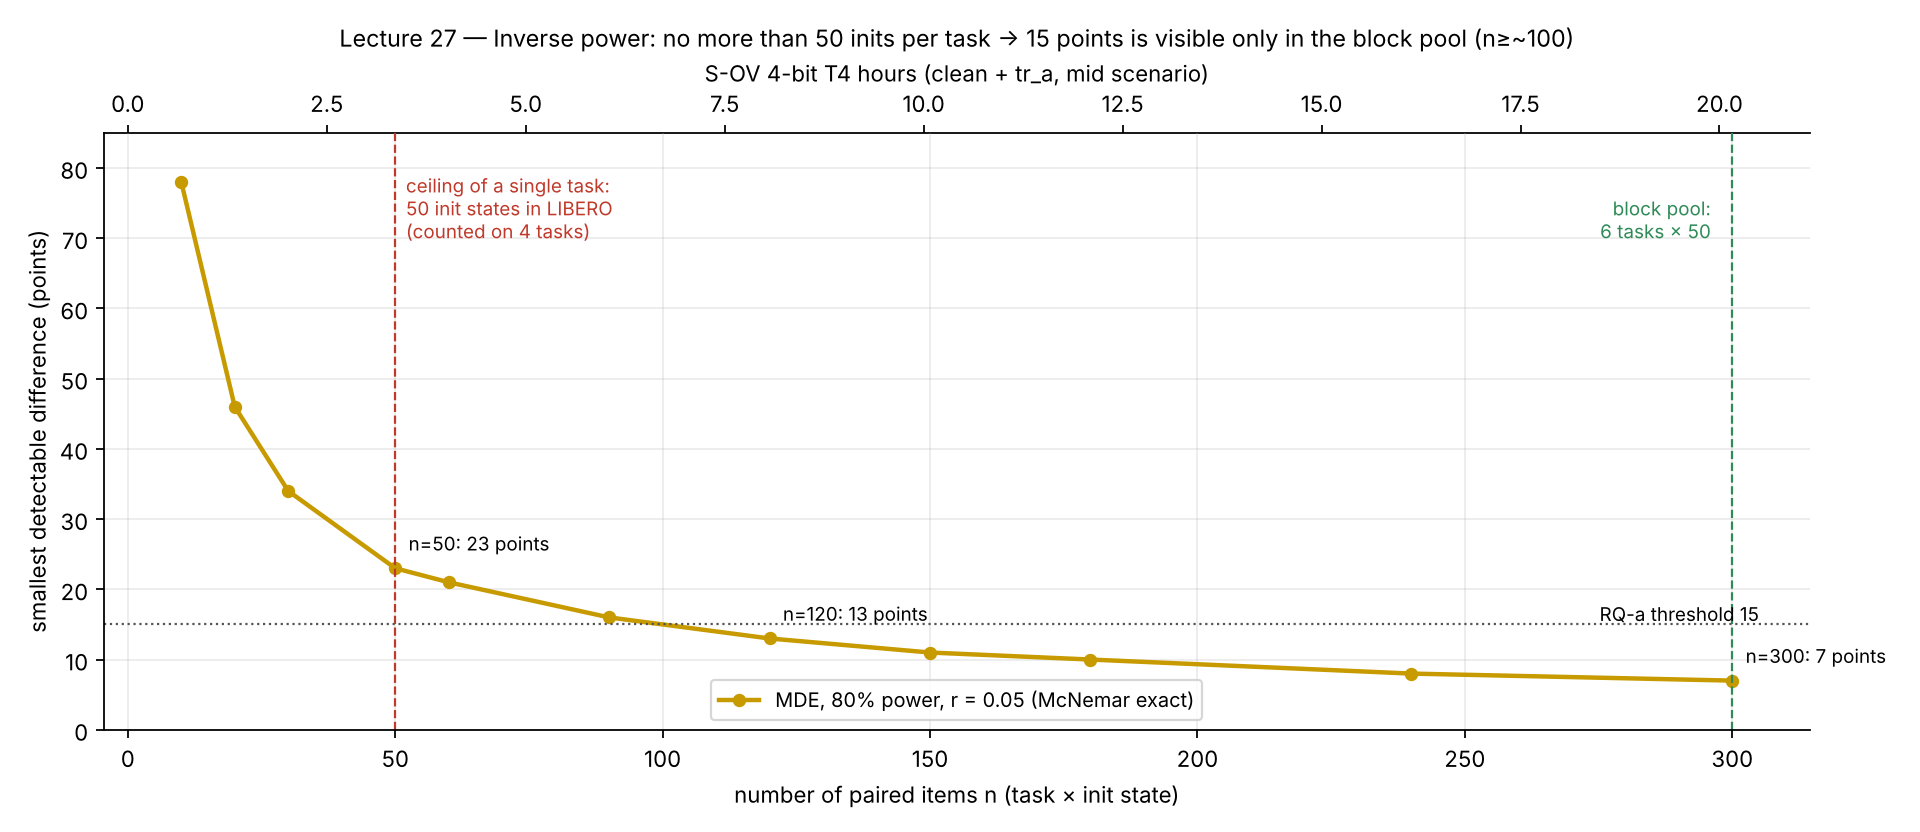 Lecture 27 — Inverse power: no more than 50 inits per task → 15 points is visible only in the block pool (n≥~100)
S-OV 4-bit T4 hours (clean + tr_a, mid scenario)
0.0 2.5 5.0 7.5 10.0 12.5 15.0 17.5 20.0
smallest detectable difference (points)
80
70
60
50
40
30
20
10
0
ceiling of a single task:
50 init states in LIBERO
(counted on 4 tasks)
block pool:
6 tasks × 50
n=50: 23 points
n=120: 13 points
RQ-a threshold 15
n=300: 7 points
MDE, 80% power, r = 0.05 (McNemar exact)
0 50 100 150 200 250 300
number of paired items n (task × init state)